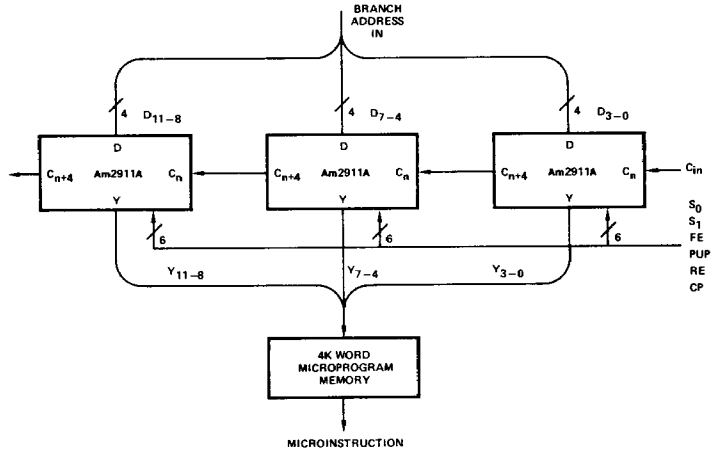 BRANCH
ADDRESS
IN
4 D11–8
4 D7–4
4 D3–0
D
D
D
Cn+4 Am2911A Cn
Cn+4 Am2911A Cn
Cn+4 Am2911A Cn
Cin
Y
Y
Y
6
6
6
S0
S1
FE
PUP
RE
CP
Y11–8
Y7–4
Y3–0
4K WORD
MICROPROGRAM
MEMORY
MICROINSTRUCTION